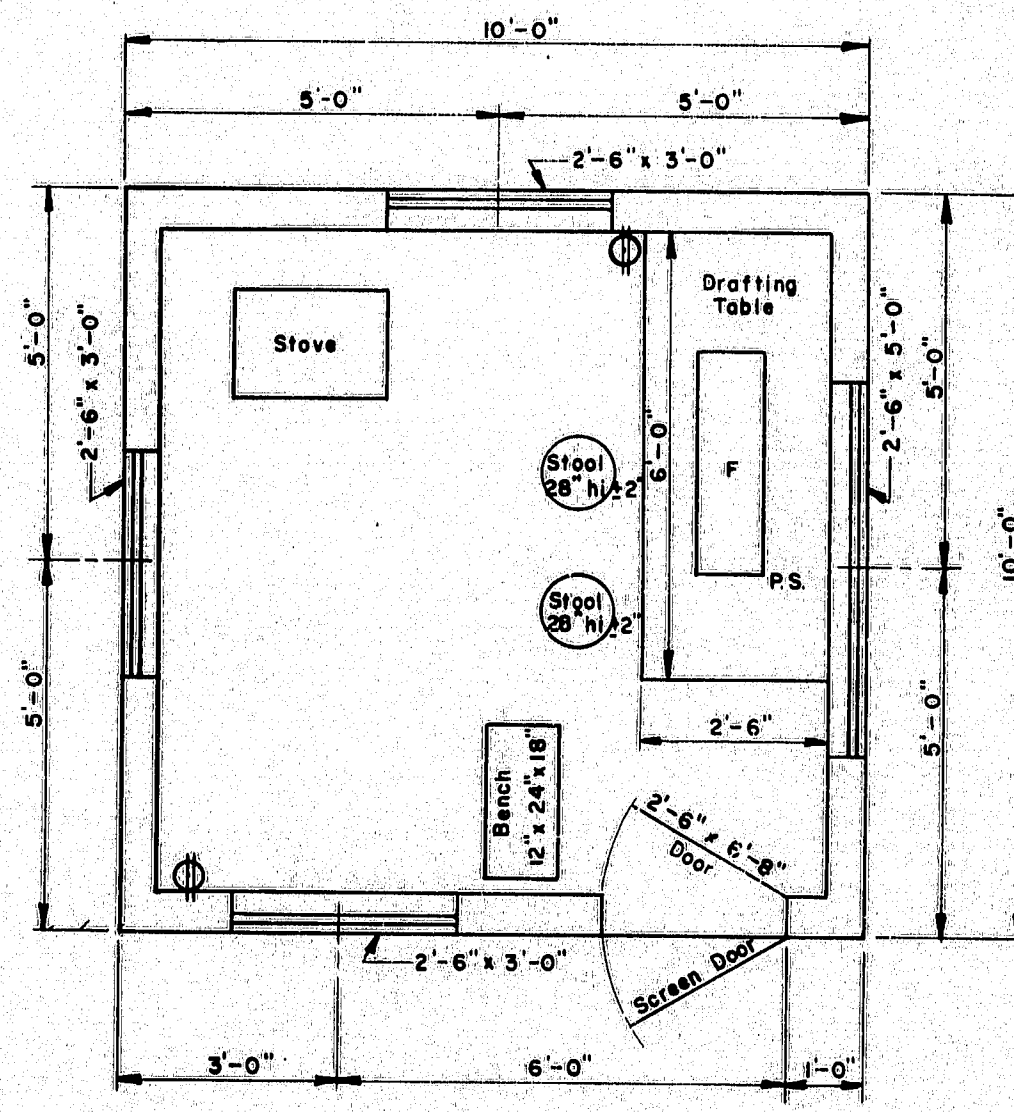 10'-0"
5'-0"
5'-0"
2'-6" x 3'-0"
Drafting
Table
5'-0"
2'-6" x 3'-0"
Stove
2'-6" x 5'-0"
5'-0"
6'-0"
F
Stool
28" hi ±2"
10'-0"
P.S.
Stool
28" hi ±2"
5'-0"
5'-0"
2'-6"
Bench
12" x 24" x 18"
2'-6" x 6'-8"
Door
2'-6" x 3'-0"
Screen Door
3'-0"
6'-0"
1'-0"